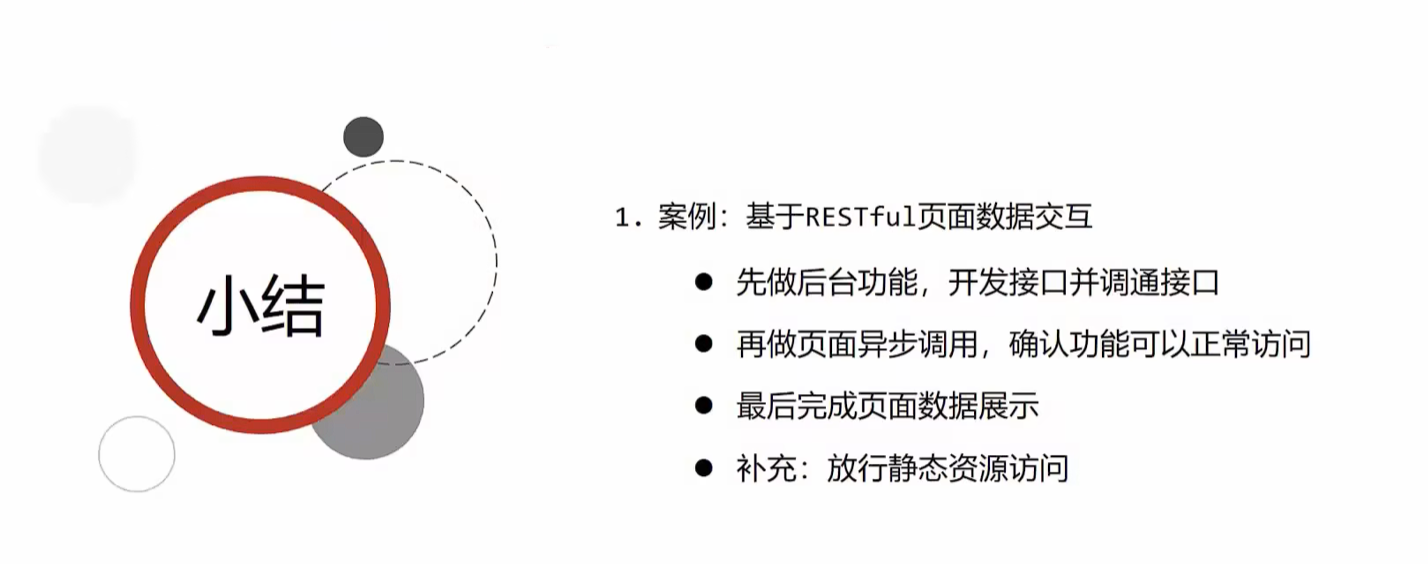 小结
1. 案例：基于RESTful页面数据交互
● 先做后台功能，开发接口并调通接口
● 再做页面异步调用，确认功能可以正常访问
● 最后完成页面数据展示
● 补充：放行静态资源访问